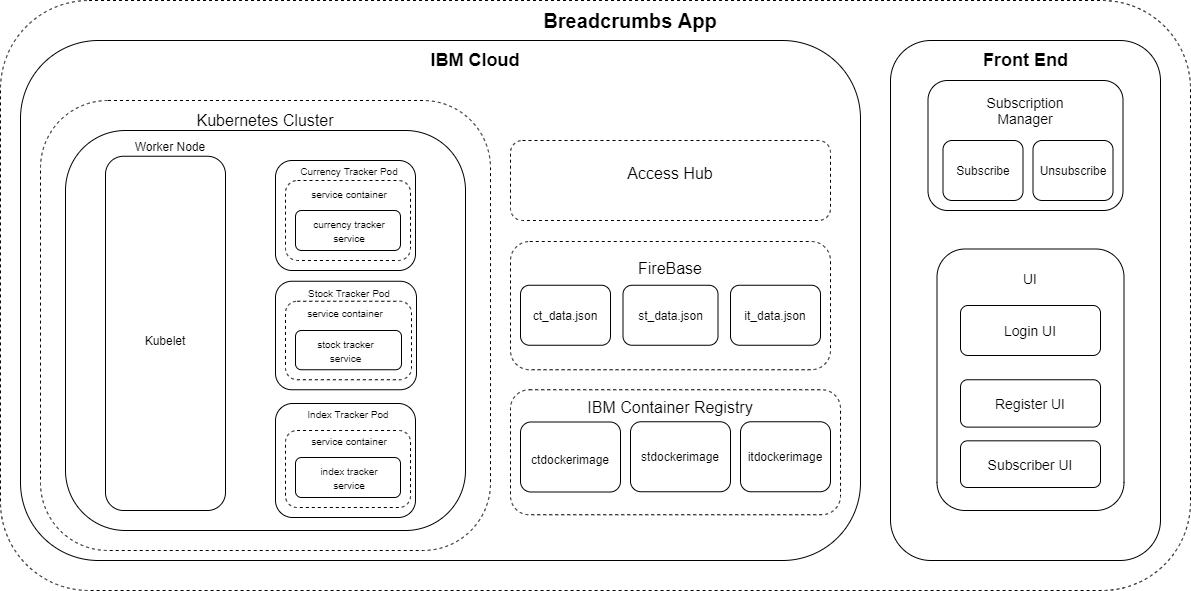 Breadcrumbs App
IBM Cloud
Kubernetes Cluster
Worker Node
Kubelet
Currency Tracker Pod
service container
currency tracker
service
Stock Tracker Pod
service container
stock tracker
service
Index Tracker Pod
service container
index tracker
service
Access Hub
FireBase
ct_data.json
st_data.json
it_data.json
IBM Container Registry
ctdockerimage
stdockerimage
itdockerimage
Front End
Subscription
Manager
Subscribe
Unsubscribe
UI
Login UI
Register UI
Subscriber UI